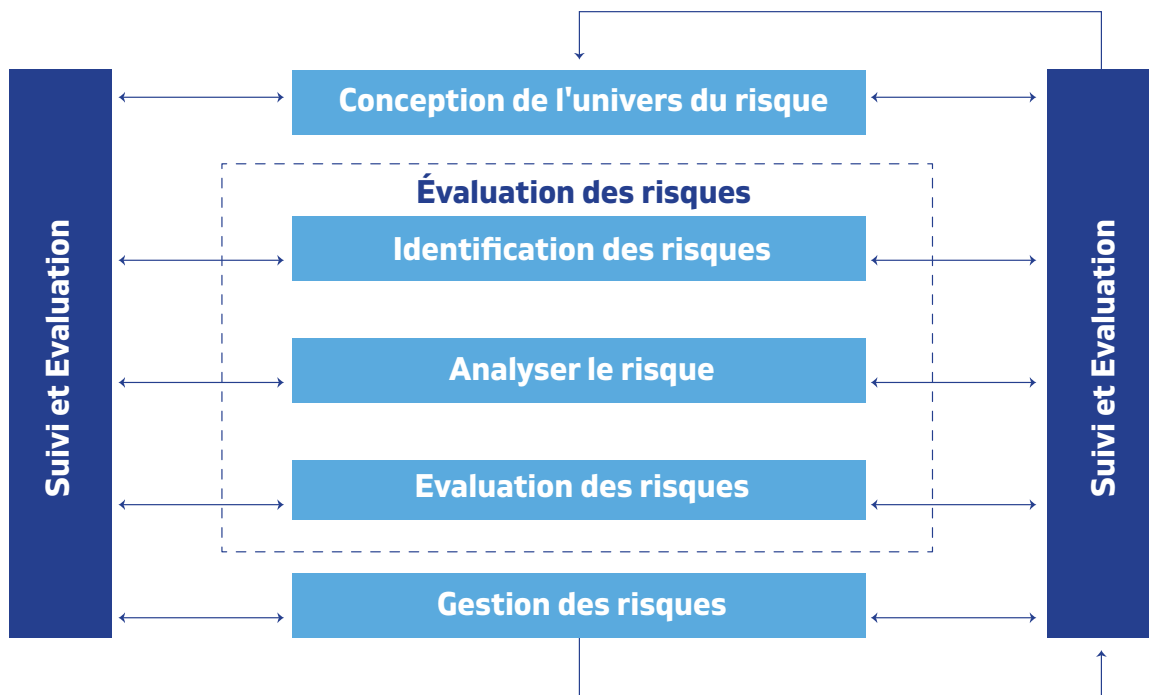 Conception de l'univers du risque
Évaluation des risques
Identification des risques
Analyser le risque
Evaluation des risques
Gestion des risques
Suivi et Evaluation
Suivi et Evaluation